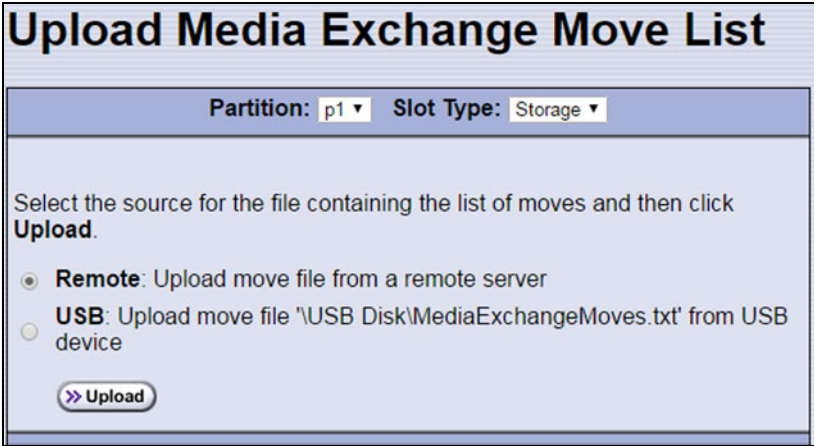 Upload Media Exchange Move List
Partition: p1 Slot Type: Storage
Select the source for the file containing the list of moves and then click
Upload.
Remote: Upload move file from a remote server
USB: Upload move file '\USB Disk\MediaExchangeMoves.txt' from USB
device
Upload